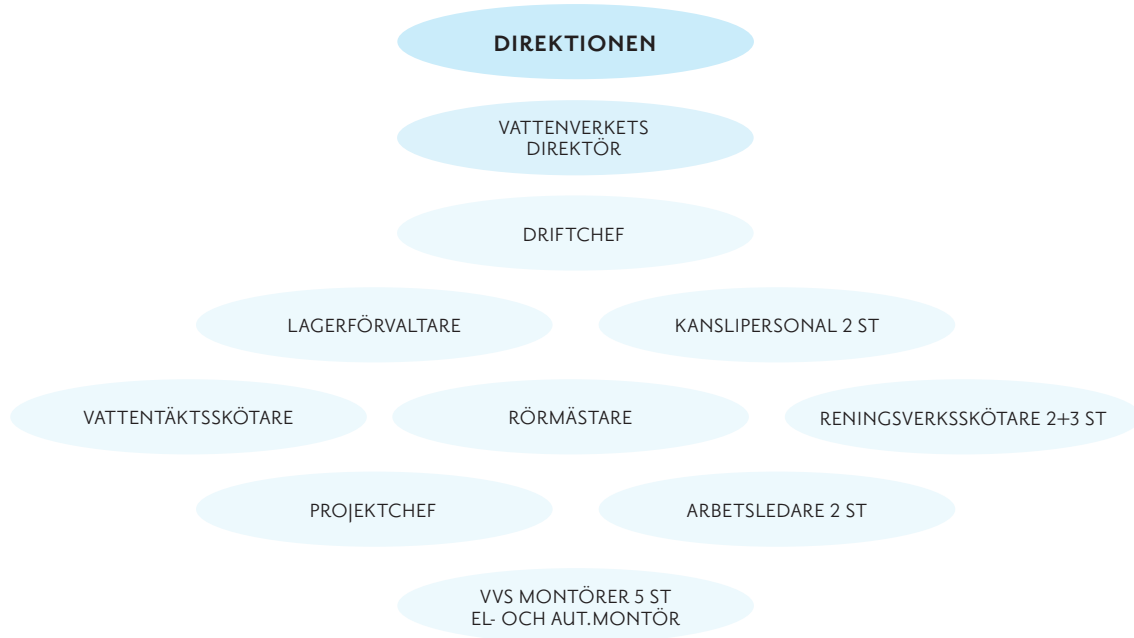 DIREKTIONEN
VATTENVERKETS
DIREKTÖR
DRIFTCHEF
LAGERFÖRVALTARE
KANSLIPERSONAL 2 ST
VATTENTÄKTSSKÖTARE
RÖRMÄSTARE
RENINGSVERKSSKÖTARE 2+3 ST
PROJEKTCHEF
ARBETSLEDARE 2 ST
VVS MONTÖRER 5 ST
EL- OCH AUT.MONTÖR